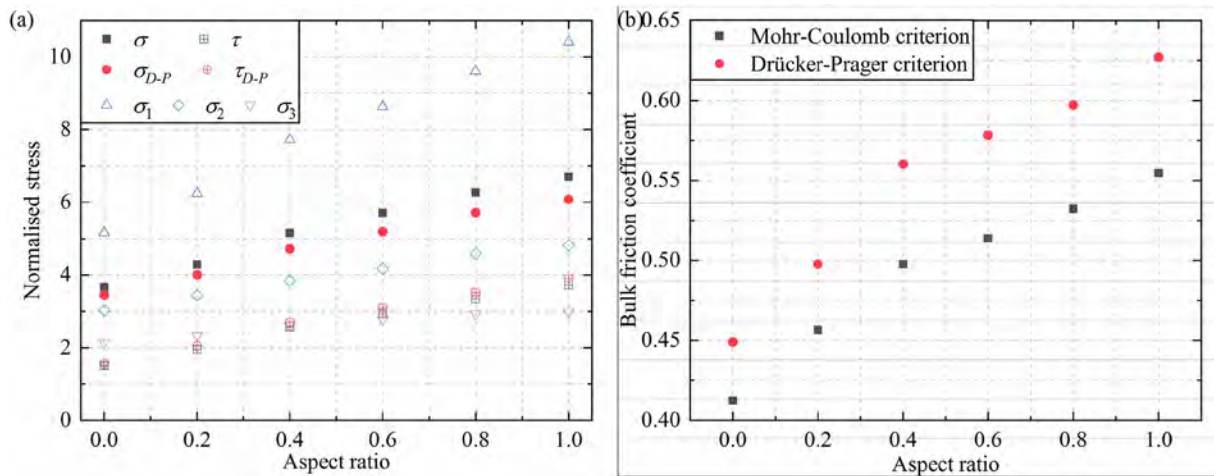 (a)
σ τ
σD-P τD-P
σ1 σ2 σ3
Normalised stress
10
8
6
4
2
0
0.0 0.2 0.4 0.6 0.8 1.0
Aspect ratio
(b)
Mohr-Coulomb criterion
Drücker-Prager criterion
Bulk friction coefficient
0.65
0.60
0.55
0.50
0.45
0.40
0.0 0.2 0.4 0.6 0.8 1.0
Aspect ratio